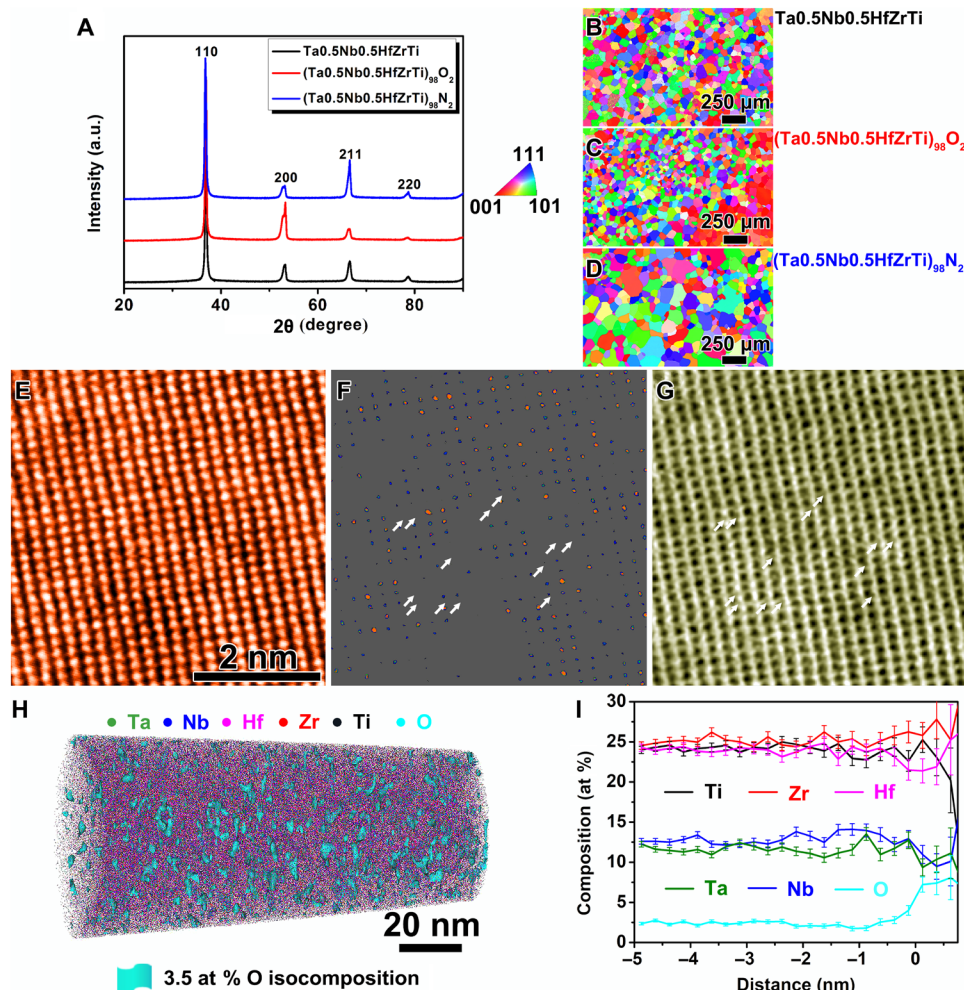 A
110
Ta0.5Nb0.5HfZrTi
(Ta0.5Nb0.5HfZrTi)₉₈O₂
(Ta0.5Nb0.5HfZrTi)₉₈N₂
200
211
220
Intensity (a.u.)
20 40 60 80
2θ (degree)
111
001 101
B
Ta0.5Nb0.5HfZrTi
250 µm
C
(Ta0.5Nb0.5HfZrTi)₉₈O₂
250 µm
D
(Ta0.5Nb0.5HfZrTi)₉₈N₂
250 µm
E
2 nm
F
G
H
Ta Nb Hf Zr Ti O
20 nm
3.5 at % O isocomposition
I
Composition (at %)
30
25
20
15
10
5
0
Ti Zr Hf
Ta Nb O
–5 –4 –3 –2 –1 0
Distance (nm)